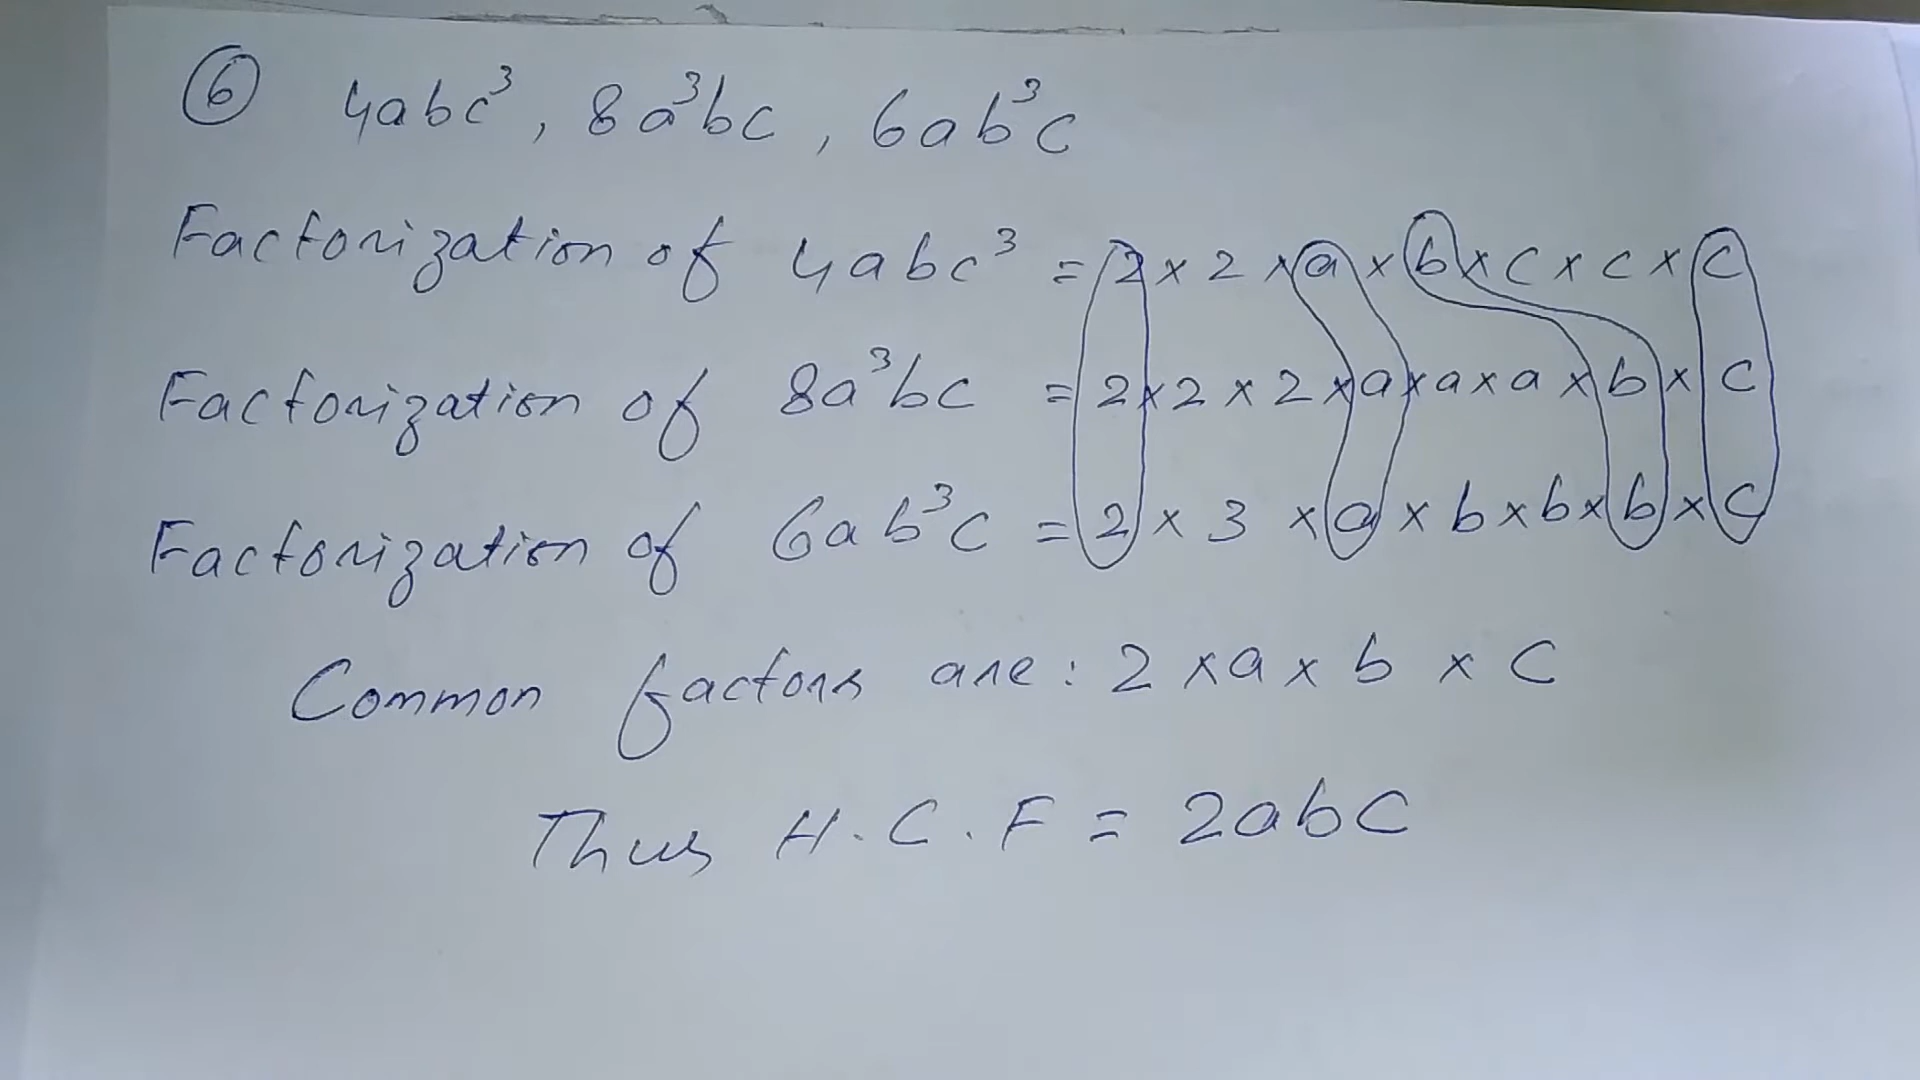 6 4abc³, 8a³bc, 6ab³c
Factorization of 4abc³ = 2 × 2 × a × b × c × c × c
Factorization of 8a³bc = 2 × 2 × 2 × a × a × a × b × c
Factorization of 6ab³c = 2 × 3 × a × b × b × b × c
Common factors are: 2 × a × b × c
Thus H.C.F = 2abc